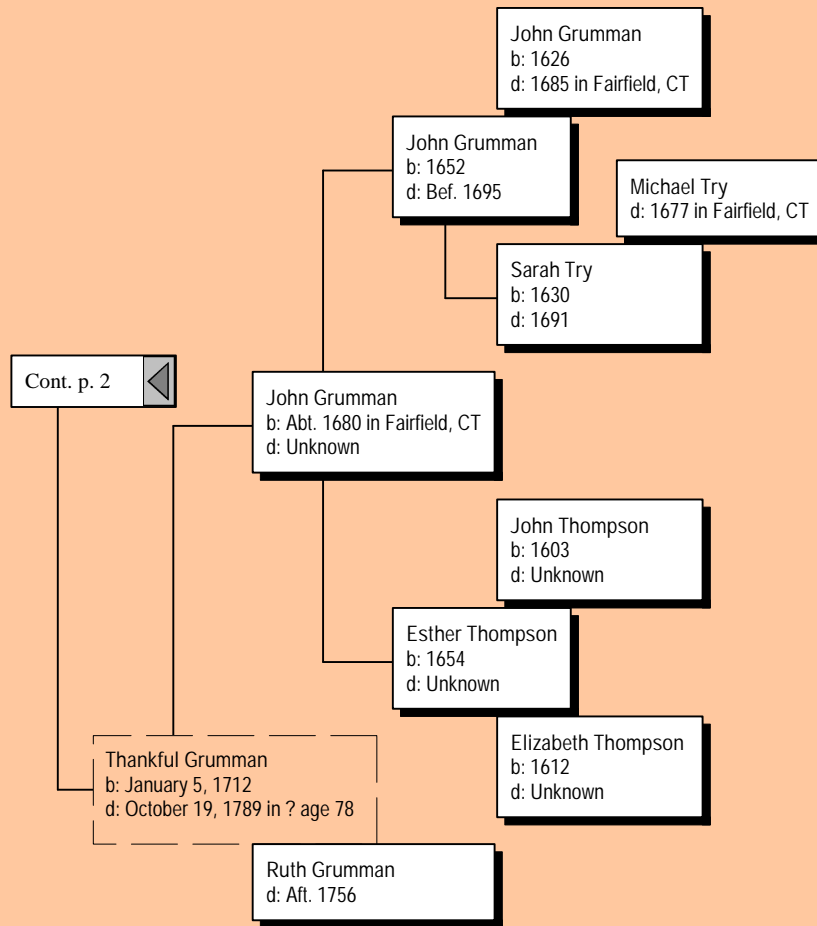 John Grumman
b: 1626
d: 1685 in Fairfield, CT
John Grumman
b: 1652
d: Bef. 1695
Michael Try
d: 1677 in Fairfield, CT
Sarah Try
b: 1630
d: 1691
Cont. p. 2
John Grumman
b: Abt. 1680 in Fairfield, CT
d: Unknown
John Thompson
b: 1603
d: Unknown
Esther Thompson
b: 1654
d: Unknown
Elizabeth Thompson
b: 1612
d: Unknown
Thankful Grumman
b: January 5, 1712
d: October 19, 1789 in ? age 78
Ruth Grumman
d: Aft. 1756